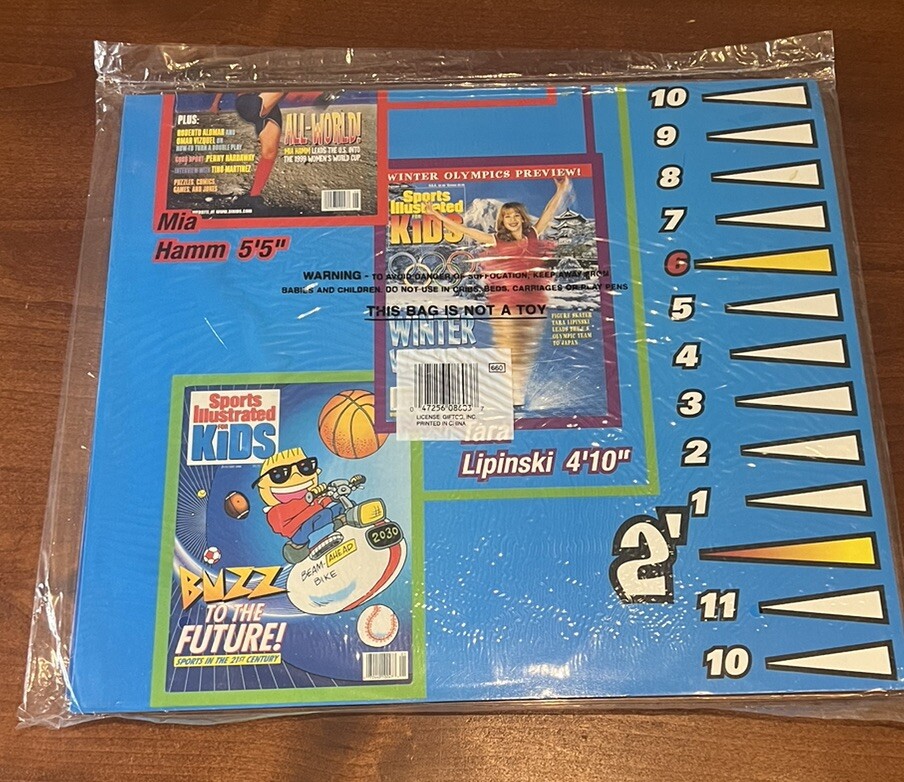 PLUS:
ROBERTO ALOMAR AND
OMAR VIZQUEL ON
HOW TO TURN A DOUBLE PLAY
GOOD SPORT PENNY HARDAWAY
INTERVIEW WITH TINO MARTINEZ
PUZZLES, COMICS,
GAMES, AND JOKES
ALL-WORLD!
MIA HAMM LEADS THE U.S. INTO
THE 1999 WOMEN'S WORLD CUP
Mia
Hamm 5'5"
WINTER OLYMPICS PREVIEW!
Sports
Illustrated
FOR
KIDS
WARNING - TO AVOID DANGER OF SUFFOCATION, KEEP AWAY FROM
BABIES AND CHILDREN. DO NOT USE IN CRIBS, BEDS, CARRIAGES OR PLAY PENS
THIS BAG IS NOT A TOY
WINTER
FIGURE SKATER
TARA LIPINSKI
LEADS THE U.S.
OLYMPIC TEAM
TO JAPAN
660
0 47256 08603 7
LICENSE: GIFTCO, INC.
PRINTED IN CHINA
Tara
Lipinski 4'10"
Sports
Illustrated
FOR
KIDS
2030
BEAM-AHEAD
BIKE
BUZZ
TO THE
FUTURE!
SPORTS IN THE 21ST CENTURY
10
9
8
7
6
5
4
3
2
1
2'
11
10